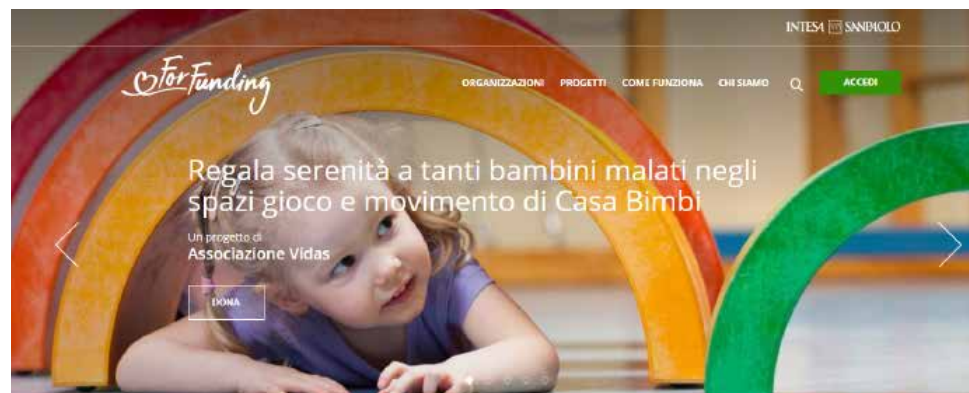 INTESA SANPAOLO
ForFunding
ORGANIZZAZIONI PROGETTI COME FUNZIONA CHI SIAMO ACCEDI
Regala serenità a tanti bambini malati negli
spazi gioco e movimento di Casa Bimbi
Un progetto di
Associazione Vidas
DONA